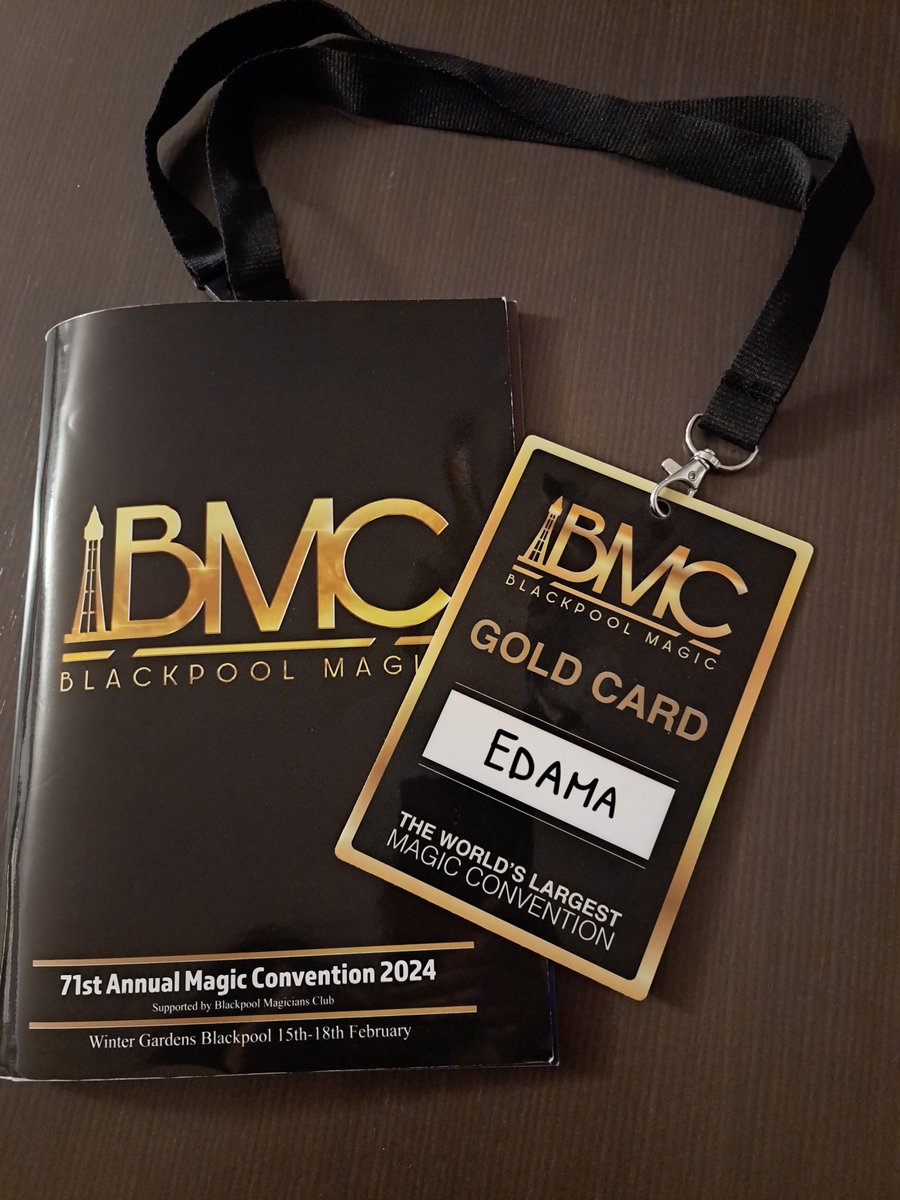 BMC
BLACKPOOL MAGI
71st Annual Magic Convention 2024
Supported by Blackpool Magicians Club
Winter Gardens Blackpool 15th-18th February
BMC
BLACKPOOL MAGIC
GOLD CARD
EDAMA
THE WORLD'S LARGEST
MAGIC CONVENTION